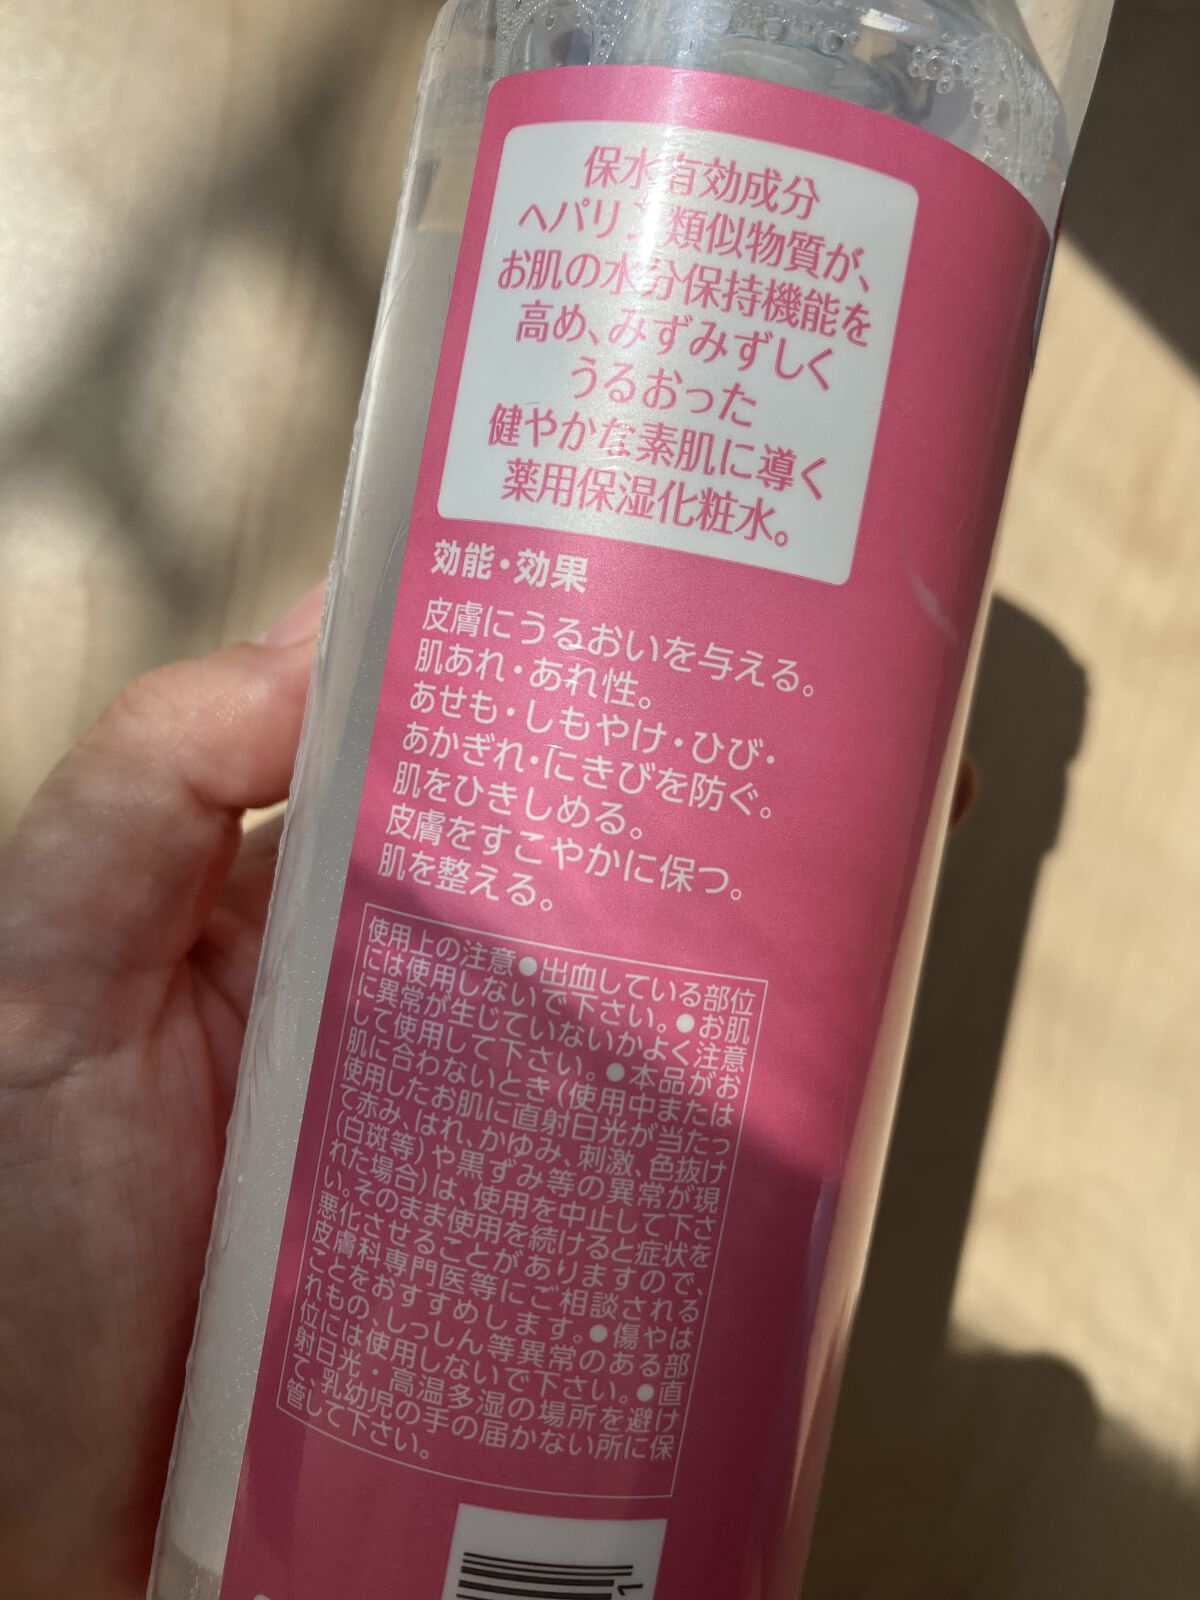 保水有効成分
ヘパリン類似物質が、
お肌の水分保持機能を
高め、みずみずしく
うるおった
健やかな素肌に導く
薬用保湿化粧水。
効能・効果
皮膚にうるおいを与える。
肌あれ・あれ性。
あせも・しもやけ・ひび・
あかぎれ・にきびを防ぐ。
肌をひきしめる。
皮膚をすこやかに保つ。
肌を整える。
使用上の注意●出血している部位
には使用しないで下さい。●お肌
に異常が生じていないかよく注意
して使用して下さい。●本品がお
肌に合わないとき(使用中または
使用したお肌に直射日光が当たっ
て赤み、はれ、かゆみ、刺激、色抜け
(白斑等)や黒ずみ等の異常が現
れた場合)は、使用を中止して下さ
い。そのまま使用を続けると症状を
悪化させることがありますので、
皮膚科専門医等にご相談される
ことをおすすめします。●傷やは
れもの、しっしん等異常のある部
位には使用しないで下さい。●直
射日光・高温多湿の場所を避け
て、乳幼児の手の届かない所に保
管して下さい。